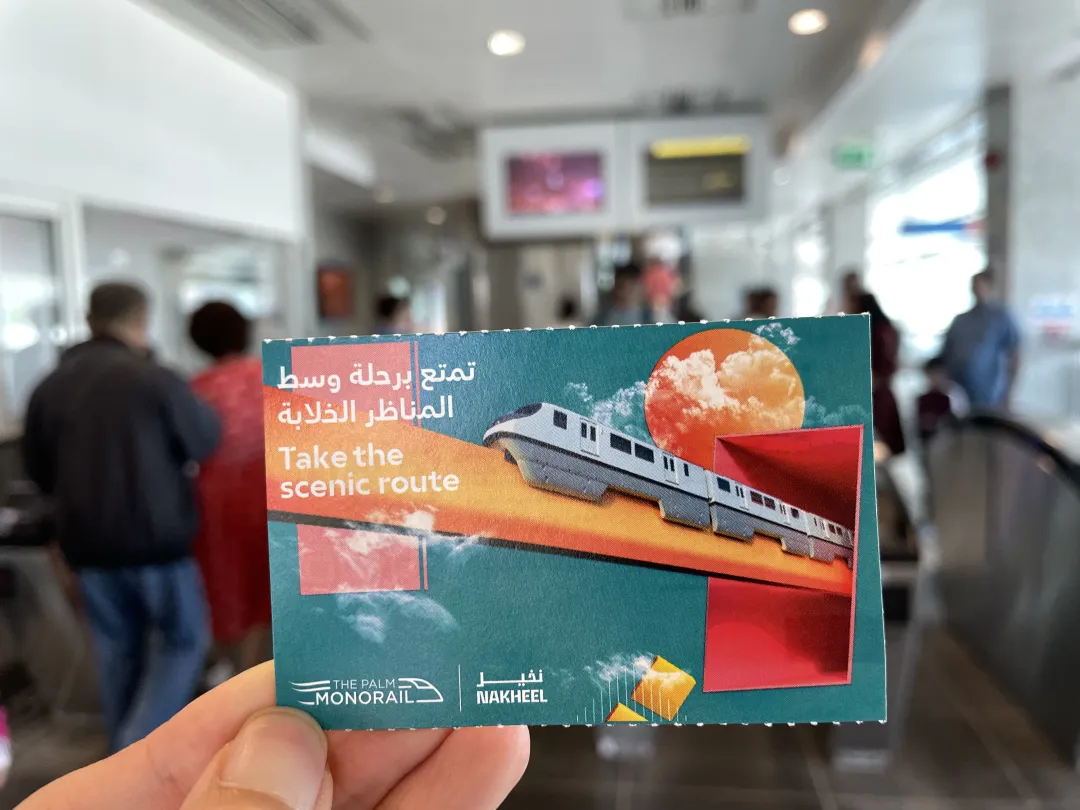 تمتع برحلة وسط
المناظر الخلابة
Take the
scenic route
THE PALM
MONORAIL
نخيل
NAKHEEL